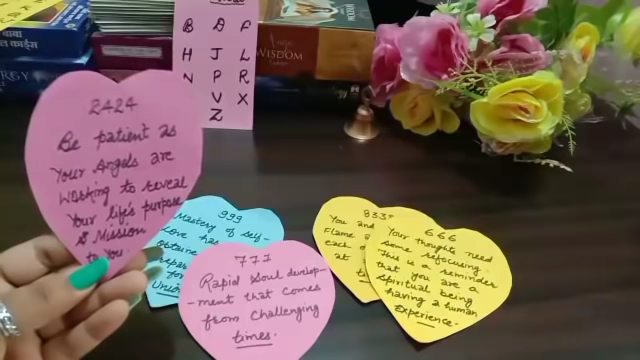 B D F
H J L
N P R
V X
Z
WISDOM
2424
Be patient as
Your Angels are
Working to reveal
Your life's purpose
& Mission
to you
999
Mastery of self-
love has
Union
777
Rapid Soul develop-
-ment that comes
from challenging
times.
833
You and
Flame
each
at
666
Your thoughts need
some refocusing.
This is a reminder
that you are a
spiritual being
having a human
Experience.